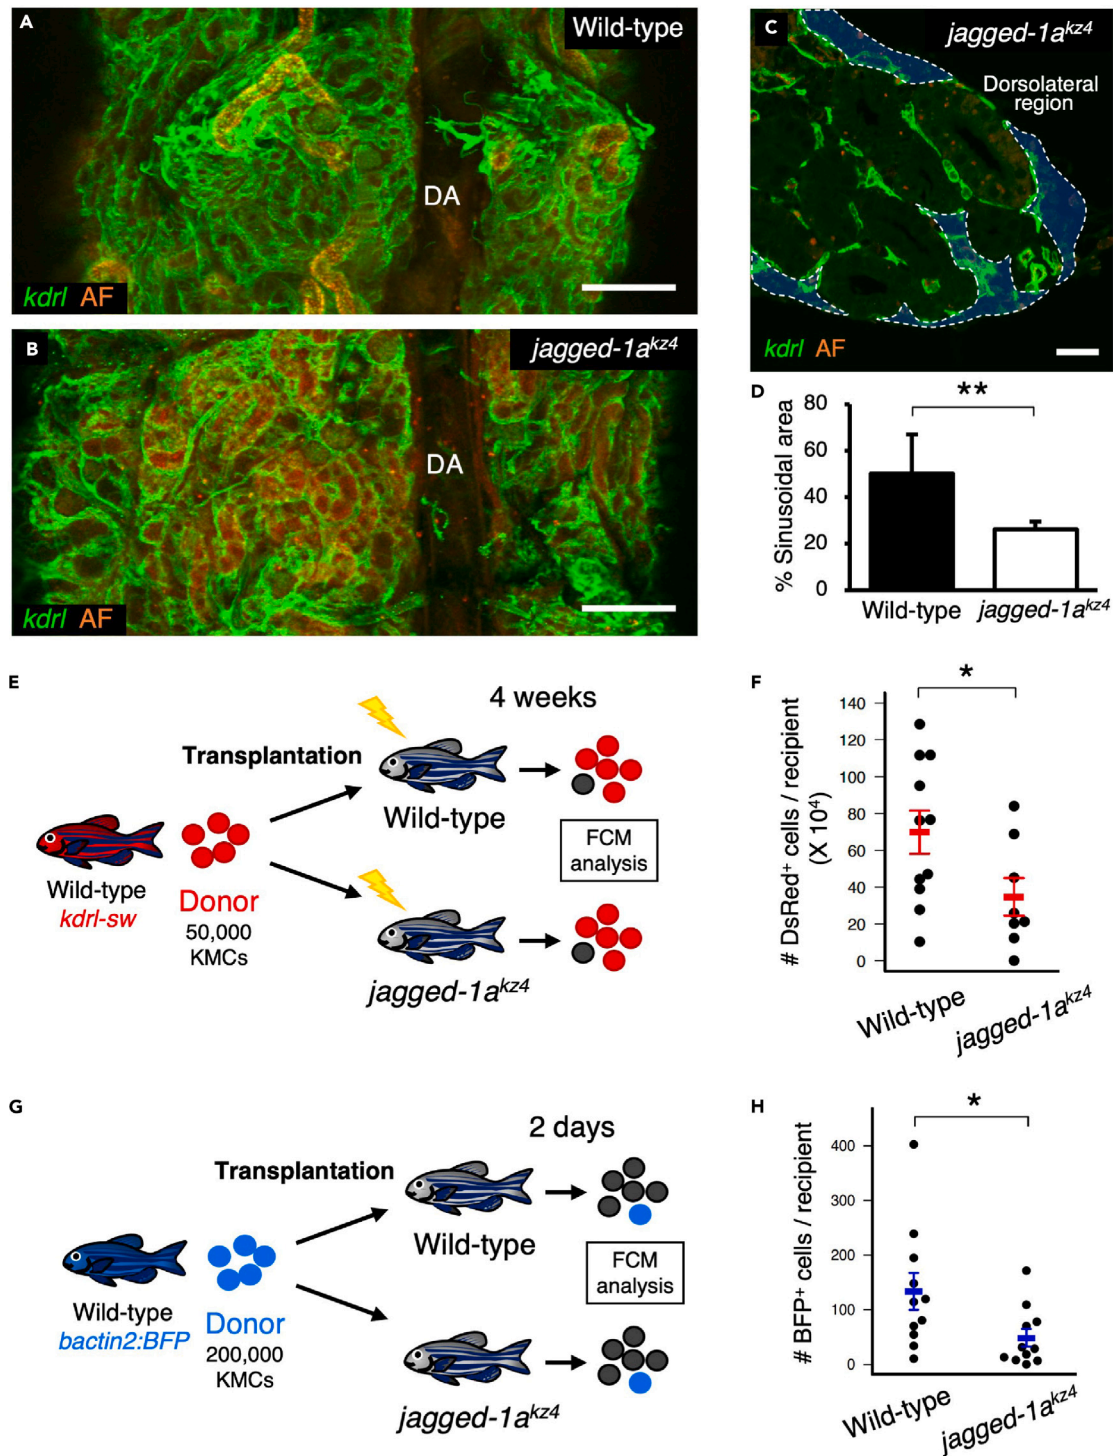 A
Wild-type
DA
kdrl AF
B
jagged-1a^kz4
DA
kdrl AF
C
jagged-1a^kz4
Dorsolateral
region
kdrl AF
D
**
% Sinusoidal area
80
60
40
20
0
Wild-type
jagged-1a^kz4
E
4 weeks
Transplantation
Wild-type
FCM
analysis
Wild-type
kdrl-sw
Donor
50,000
KMCs
jagged-1a^kz4
F
*
# DsRed⁺ cells / recipient
(X 10⁴)
140
120
100
80
60
40
20
0
Wild-type
jagged-1a^kz4
G
2 days
Transplantation
Wild-type
FCM
analysis
Wild-type
bactin2:BFP
Donor
200,000
KMCs
jagged-1a^kz4
H
*
# BFP⁺ cells / recipient
400
300
200
100
0
Wild-type
jagged-1a^kz4